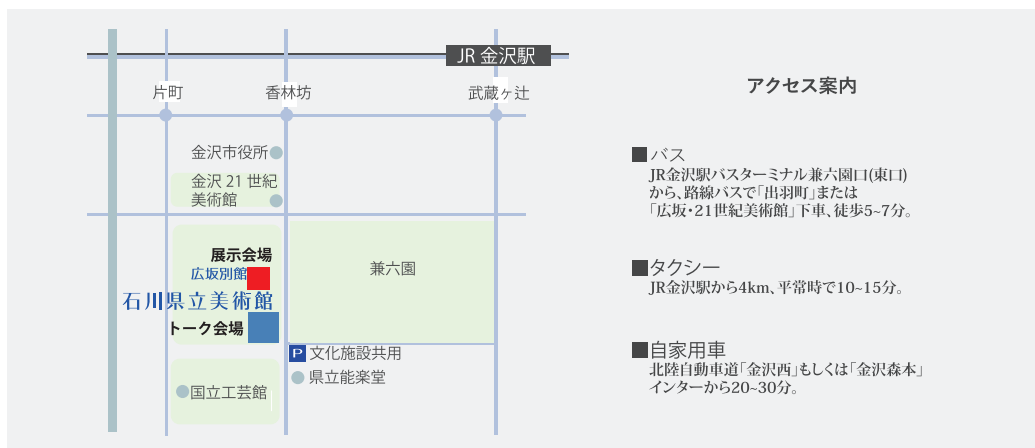 JR 金沢駅
片町
香林坊
武蔵ヶ辻
金沢市役所
金沢 21 世紀
美術館
展示会場
広坂別館
石川県立美術館
トーク会場
兼六園
P 文化施設共用
県立能楽堂
国立工芸館
アクセス案内
■バス
JR金沢駅バスターミナル兼六園口(東口)
から、路線バスで「出羽町」または
「広坂・21世紀美術館」下車、徒歩5~7分。
■タクシー
JR金沢駅から4km、平常時で10~15分。
■自家用車
北陸自動車道「金沢西」もしくは「金沢森本」
インターから20~30分。